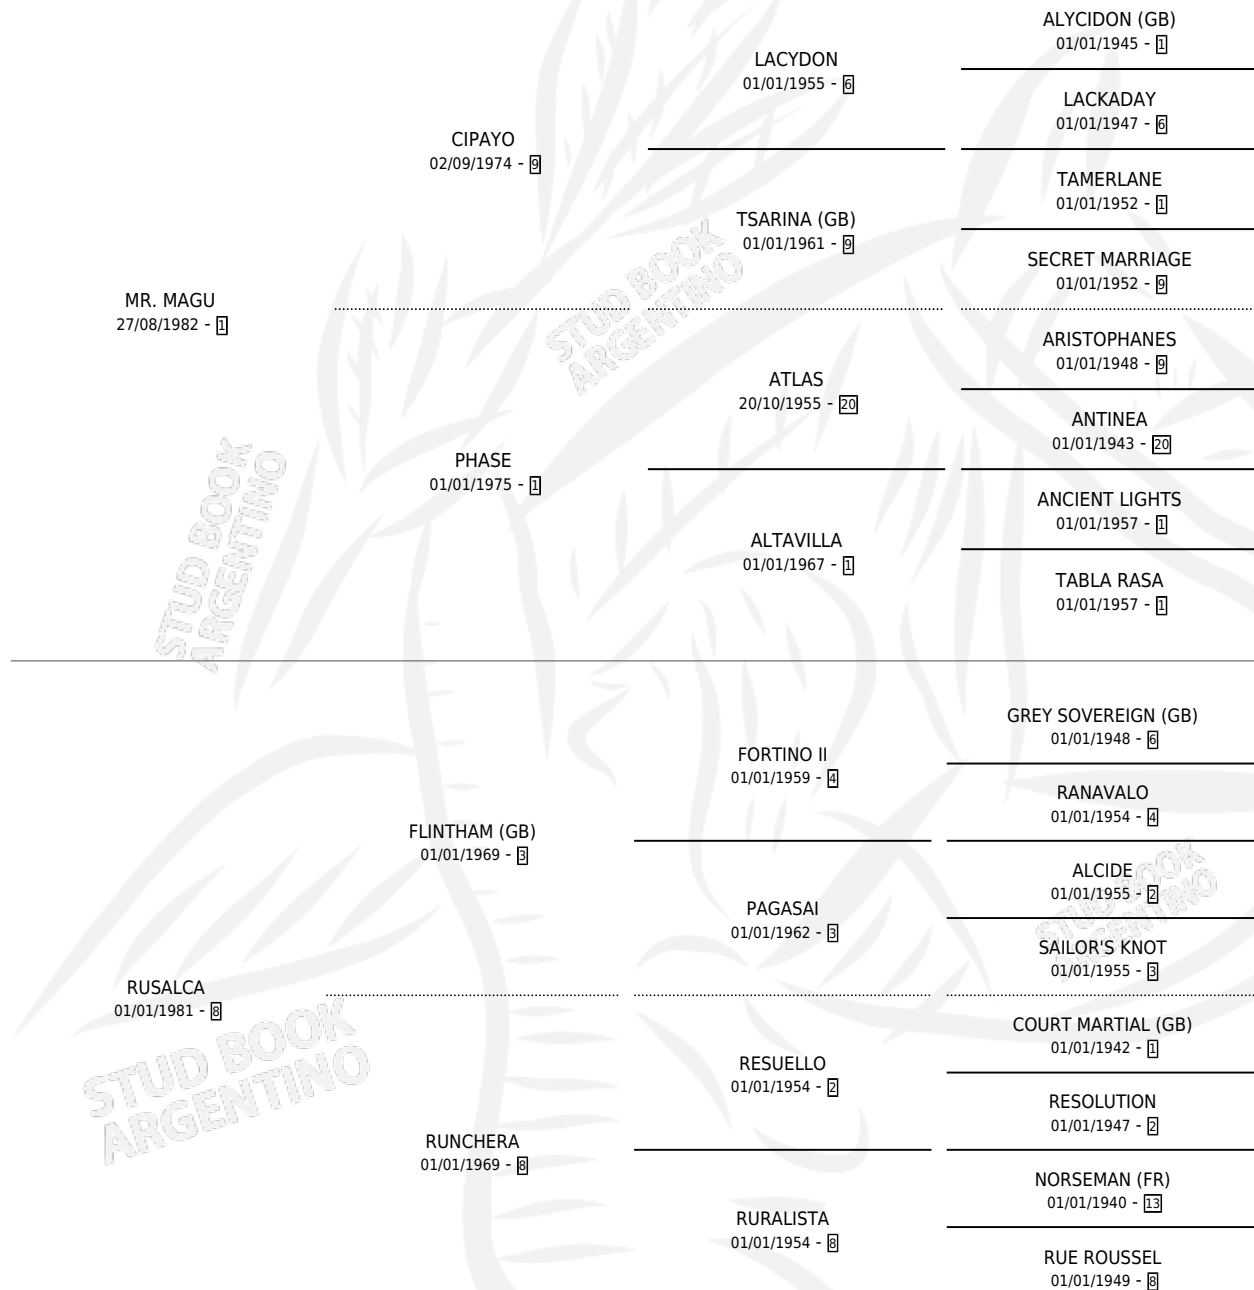 ALYCIDON (GB)
01/01/1945 - 1
LACYDON
01/01/1955 - 6
LACKADAY
01/01/1947 - 6
CIPAYO
02/09/1974 - 9
TAMERLANE
01/01/1952 - 1
TSARINA (GB)
01/01/1961 - 9
SECRET MARRIAGE
01/01/1952 - 9
MR. MAGU
27/08/1982 - 1
STUD BOOK
ARGENTINO
ARISTOPHANES
01/01/1948 - 9
ATLAS
20/10/1955 - 20
ANTINEA
01/01/1943 - 20
PHASE
01/01/1975 - 1
ANCIENT LIGHTS
01/01/1957 - 1
ALTAVILLA
01/01/1967 - 1
TABLA RASA
01/01/1957 - 1
STUD BOOK
ARGENTINO
GREY SOVEREIGN (GB)
01/01/1948 - 6
FORTINO II
01/01/1959 - 4
RANAVALO
01/01/1954 - 4
FLINTHAM (GB)
01/01/1969 - 3
ALCIDE
01/01/1955 - 2
PAGASAI
01/01/1962 - 3
STUD BOOK
ARGENTINO
SAILOR'S KNOT
01/01/1955 - 3
RUSALCA
01/01/1981 - 8
STUD BOOK
ARGENTINO
COURT MARTIAL (GB)
01/01/1942 - 1
RESUELLO
01/01/1954 - 2
RESOLUTION
01/01/1947 - 2
RUNCHERA
01/01/1969 - 8
NORSEMAN (FR)
01/01/1940 - 13
RURALISTA
01/01/1954 - 8
RUE ROUSSEL
01/01/1949 - 8